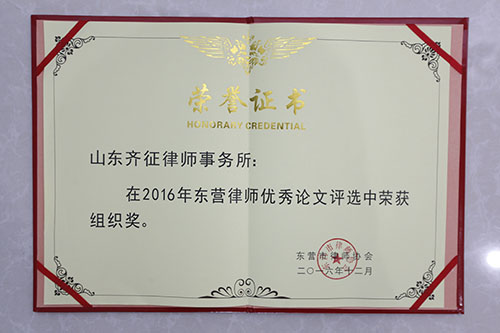 荣誉证书
HONORARY CREDENTIAL
山东齐征律师事务所：
在2016年东营律师优秀论文评选中荣获
组织奖。
东营市律师协会
二〇一六年十二月